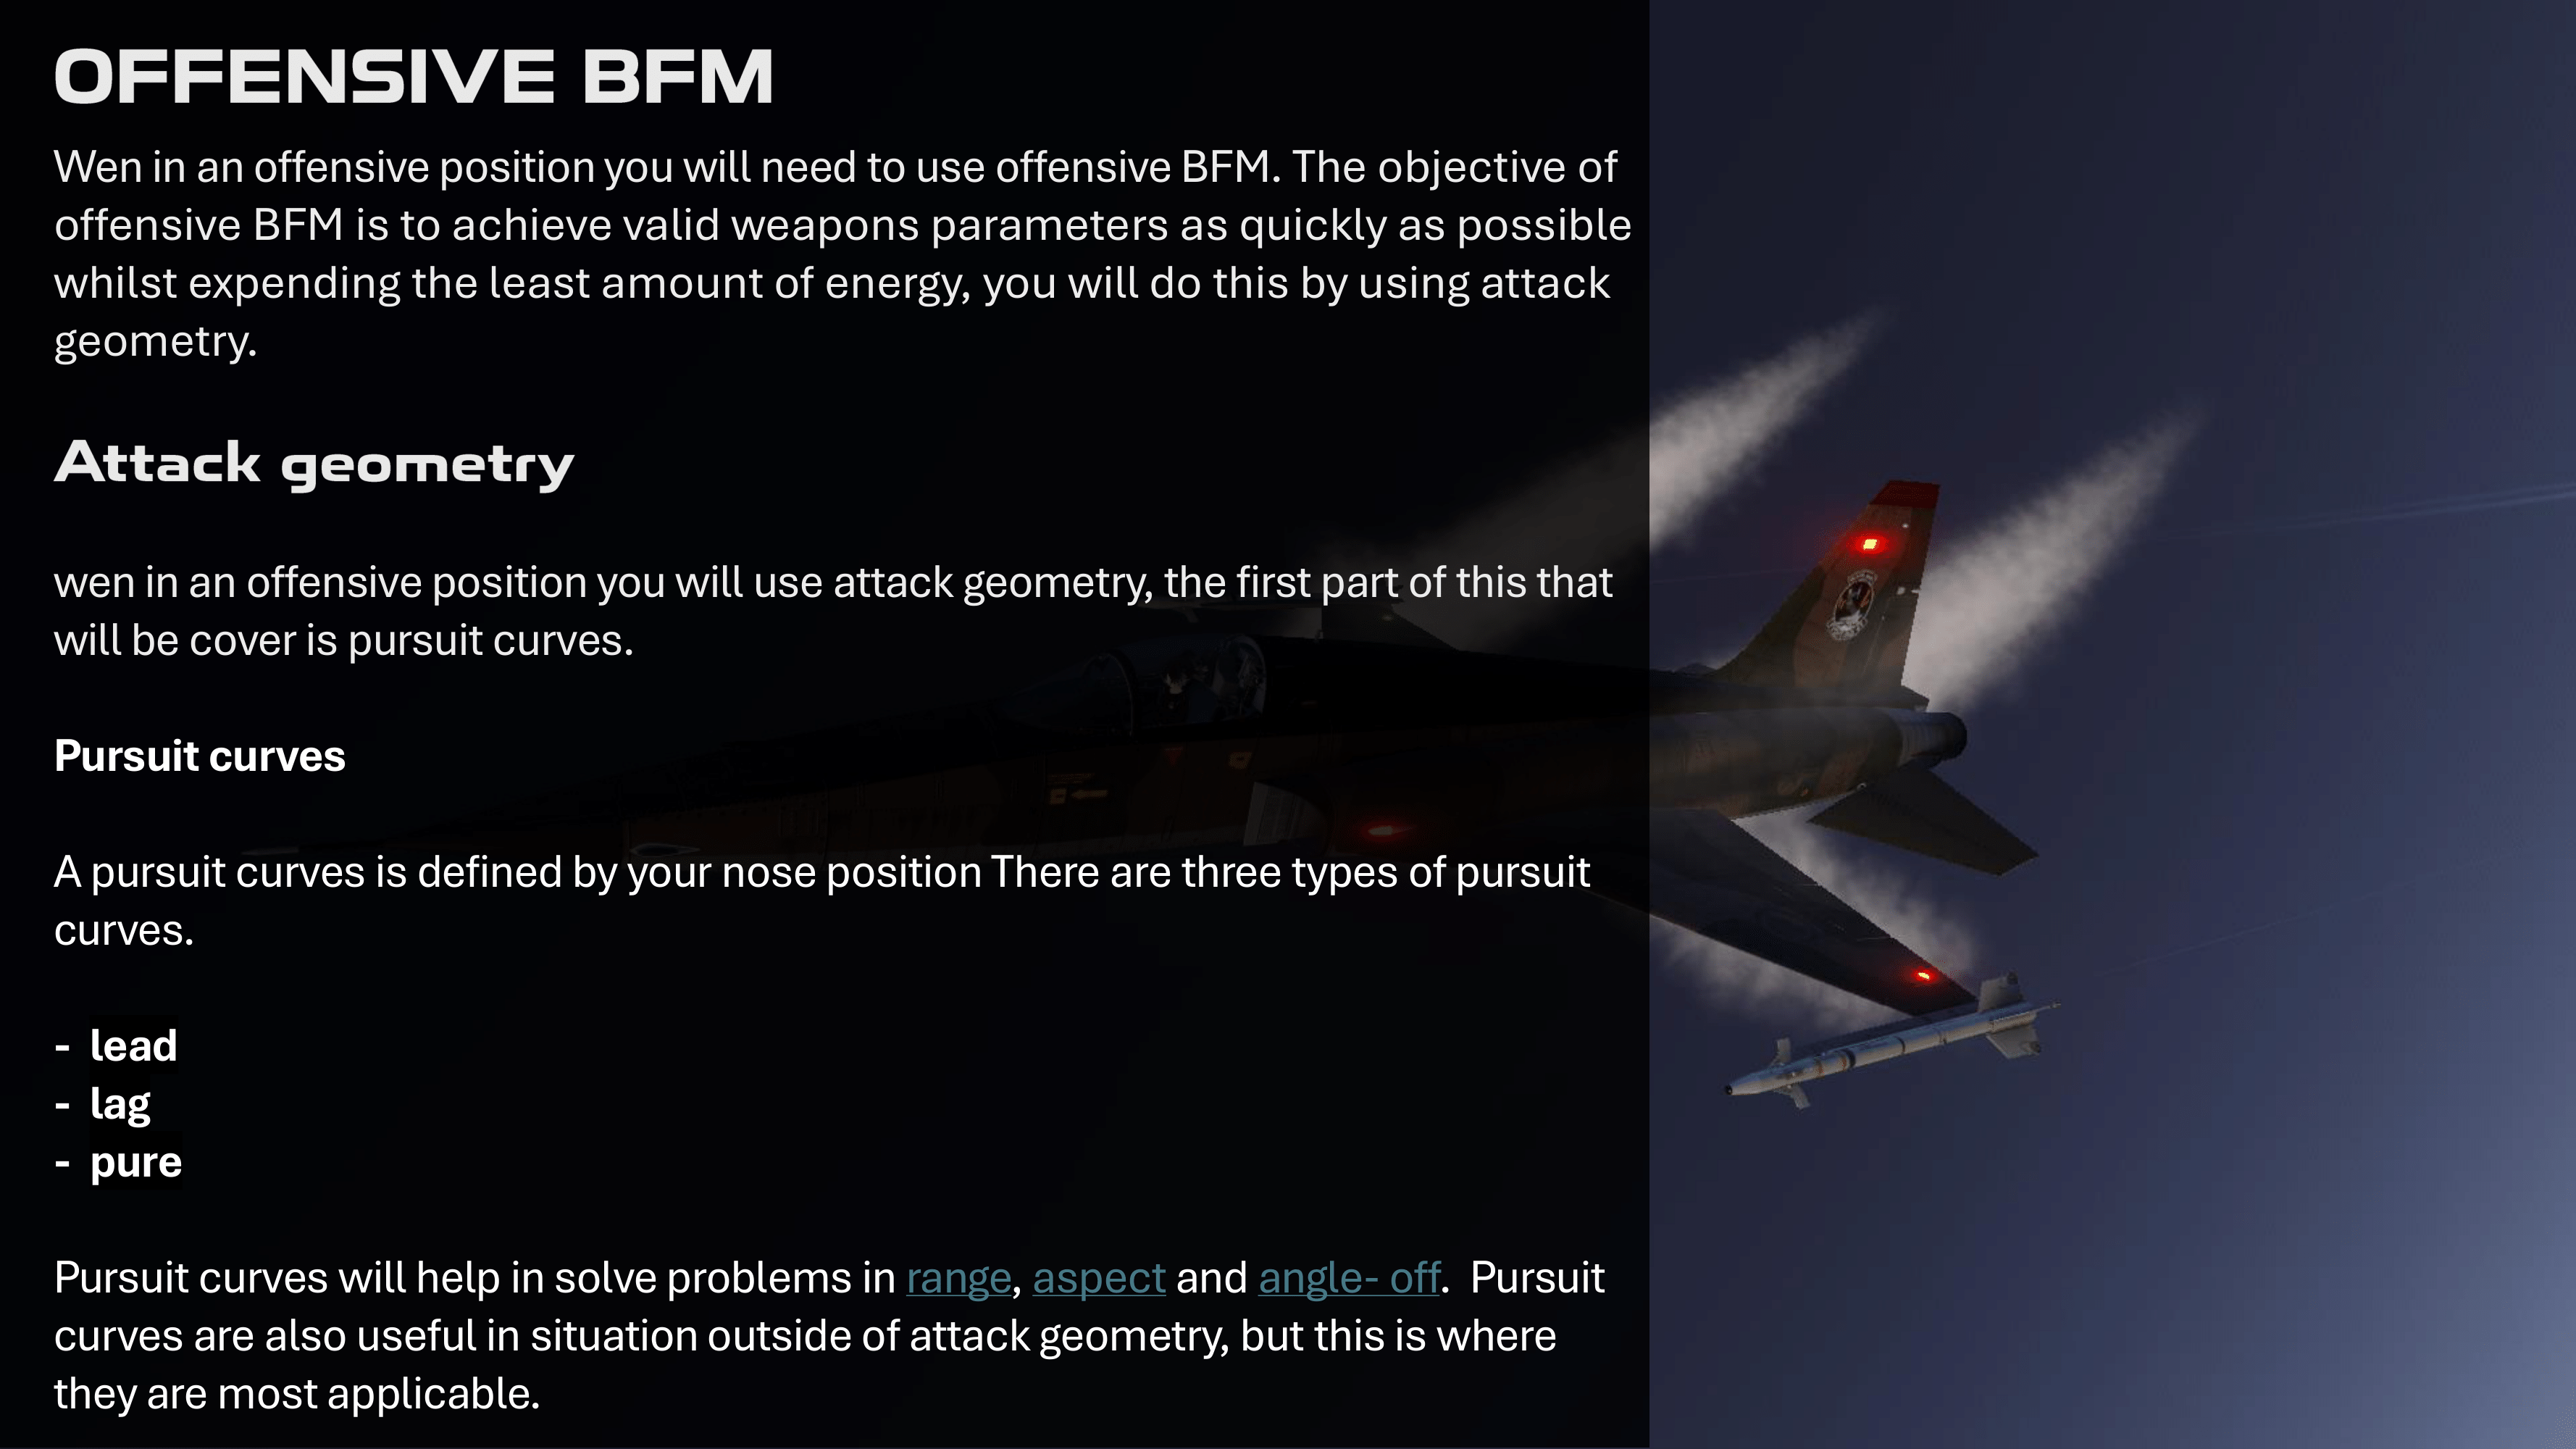 OFFENSIVE BFM
Wen in an offensive position you will need to use offensive BFM. The objective of
offensive BFM is to achieve valid weapons parameters as quickly as possible
whilst expending the least amount of energy, you will do this by using attack
geometry.
Attack geometry
wen in an offensive position you will use attack geometry, the first part of this that
will be cover is pursuit curves.
Pursuit curves
A pursuit curves is defined by your nose position There are three types of pursuit
curves.
- lead
- lag
- pure
Pursuit curves will help in solve problems in range, aspect and angle- off.  Pursuit
curves are also useful in situation outside of attack geometry, but this is where
they are most applicable.